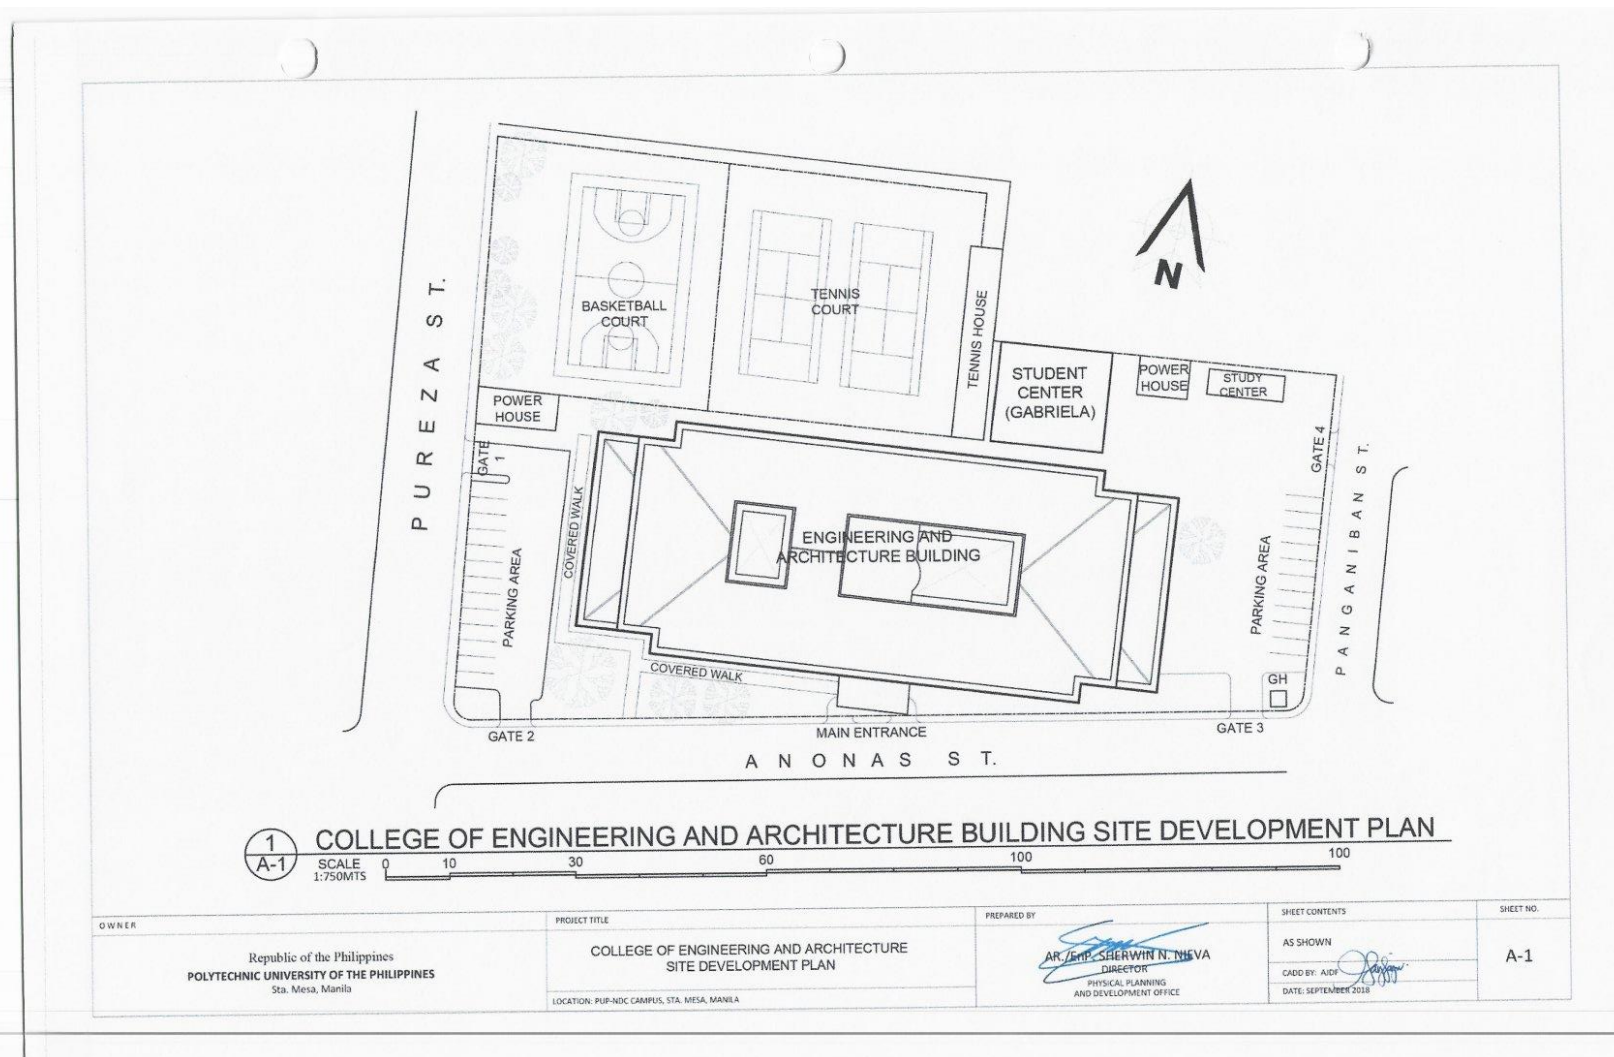 BASKETBALL
COURT
TENNIS
COURT
TENNIS HOUSE
N
STUDENT
CENTER
(GABRIELA)
POWER
HOUSE
STUDY
CENTER
POWER
HOUSE
PUREZA ST.
GATE
1
GATE 4
PANGANIBAN ST.
COVERED WALK
PARKING AREA
ENGINEERING AND
ARCHITECTURE BUILDING
PARKING AREA
COVERED WALK
GH
GATE 2
MAIN ENTRANCE
GATE 3
ANONAS ST.
1
A-1
COLLEGE OF ENGINEERING AND ARCHITECTURE BUILDING SITE DEVELOPMENT PLAN
SCALE
1:750MTS
0 10 30 60 100 100
OWNER
Republic of the Philippines
POLYTECHNIC UNIVERSITY OF THE PHILIPPINES
Sta. Mesa, Manila
PROJECT TITLE
COLLEGE OF ENGINEERING AND ARCHITECTURE
SITE DEVELOPMENT PLAN
LOCATION: PUP-NDC CAMPUS, STA. MESA, MANILA
PREPARED BY
AR./EnP. SHERWIN N. NIEVA
DIRECTOR
PHYSICAL PLANNING
AND DEVELOPMENT OFFICE
SHEET CONTENTS
AS SHOWN
CADD BY: AJDF
DATE: SEPTEMBER 2018
SHEET NO.
A-1